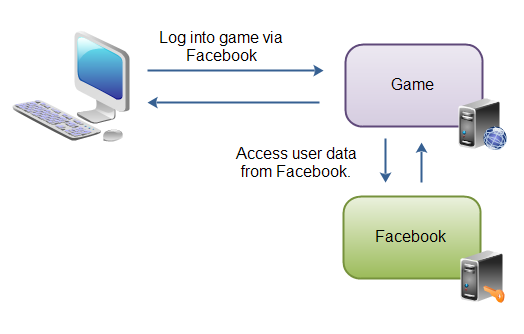 Log into game via
Facebook
Game
Access user data
from Facebook.
Facebook